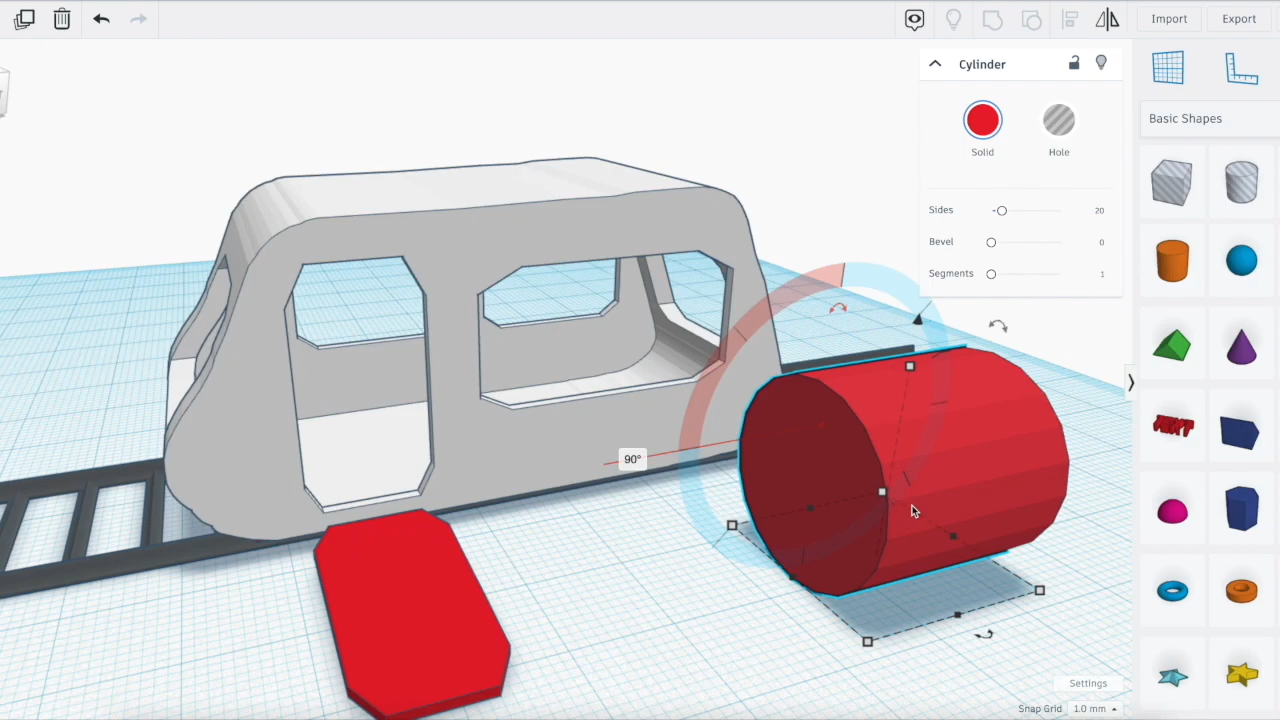 Import
Export
Cylinder
Basic Shapes
Solid
Hole
Sides
20
Bevel
0
Segments
1
90°
Settings
Snap Grid
1.0 mm